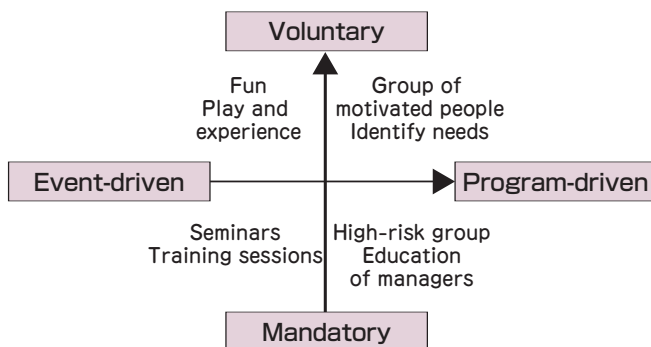 Voluntary
Fun
Play and
experience
Group of
motivated people
Identify needs
Event-driven
Program-driven
Seminars
Training sessions
High-risk group
Education
of managers
Mandatory